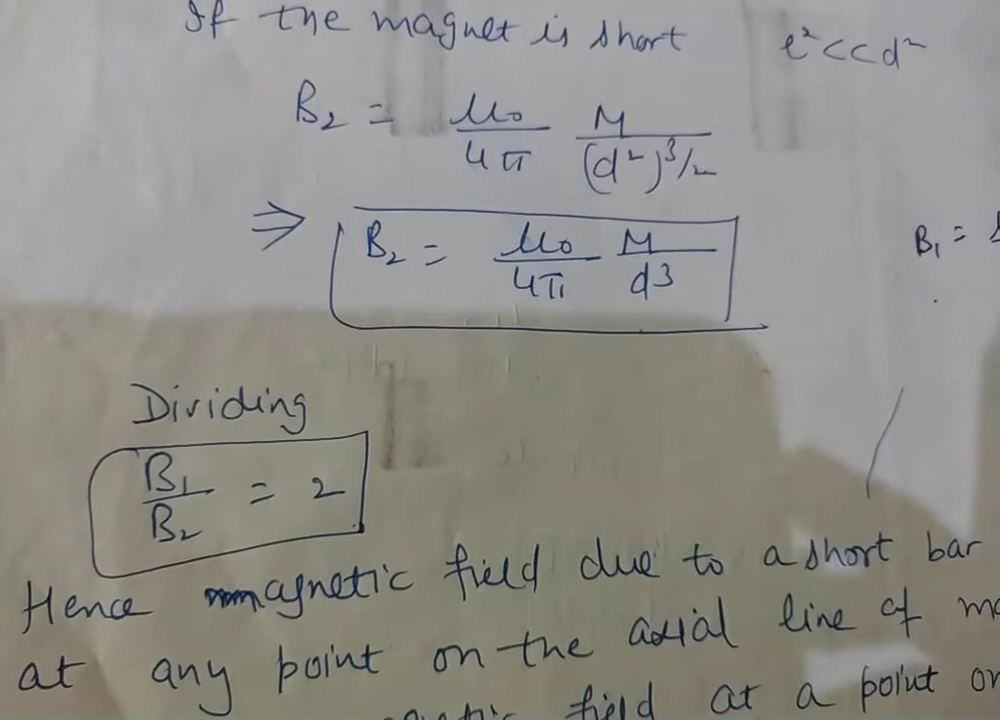 If the magnet is short l² << d²
B₂ = μ₀/4π M/(d²)^3/2
⇒ B₂ = μ₀/4π M/d³
B₁ =
Dividing
B₁/B₂ = 2
Hence magnetic field due to a short bar
at any point on the axial line of
field at a point on